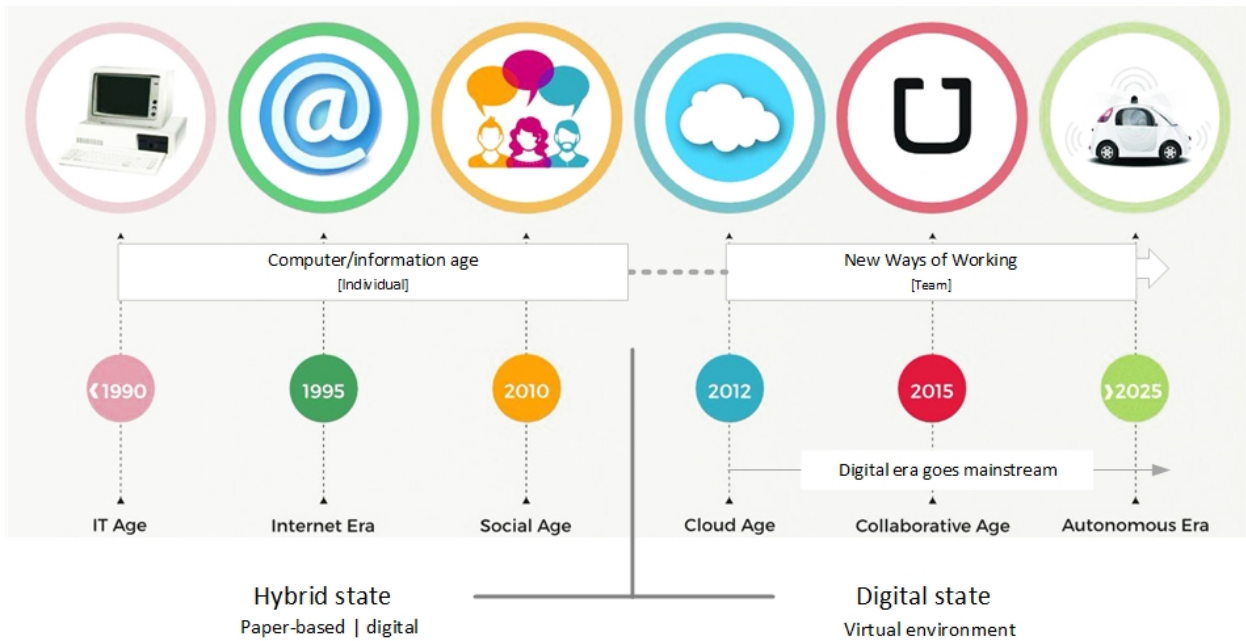 Computer/information age
[Individual]
New Ways of Working
[Team]
❮1990
1995
2010
2012
2015
❯2025
Digital era goes mainstream
IT Age
Internet Era
Social Age
Cloud Age
Collaborative Age
Autonomous Era
Hybrid state
Paper-based | digital
Digital state
Virtual environment